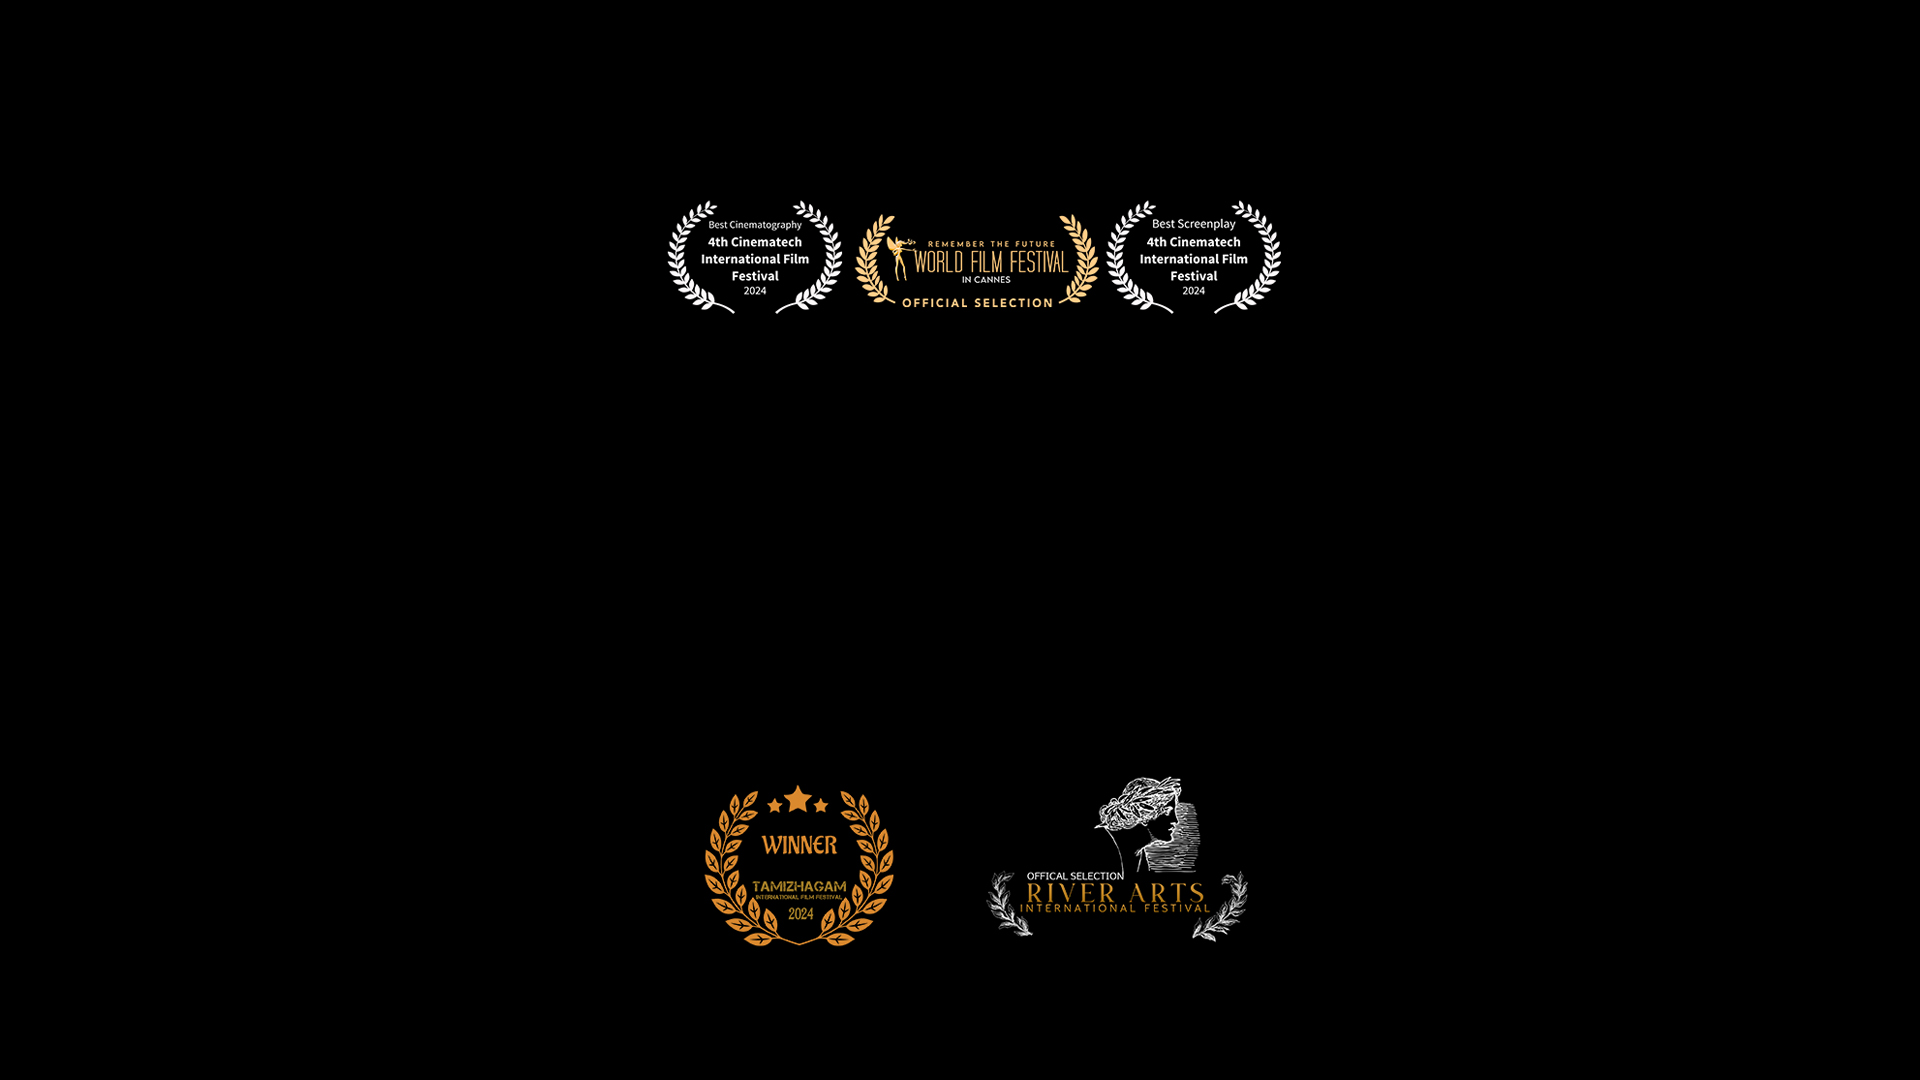 Best Cinematography
4th Cinematech
International Film
Festival
2024
REMEMBER THE FUTURE
WORLD FILM FESTIVAL
IN CANNES
OFFICIAL SELECTION
Best Screenplay
4th Cinematech
International Film
Festival
2024
WINNER
TAMIZHAGAM
INTERNATIONAL FILM FESTIVAL
2024
OFFICAL SELECTION
RIVER ARTS
INTERNATIONAL FESTIVAL